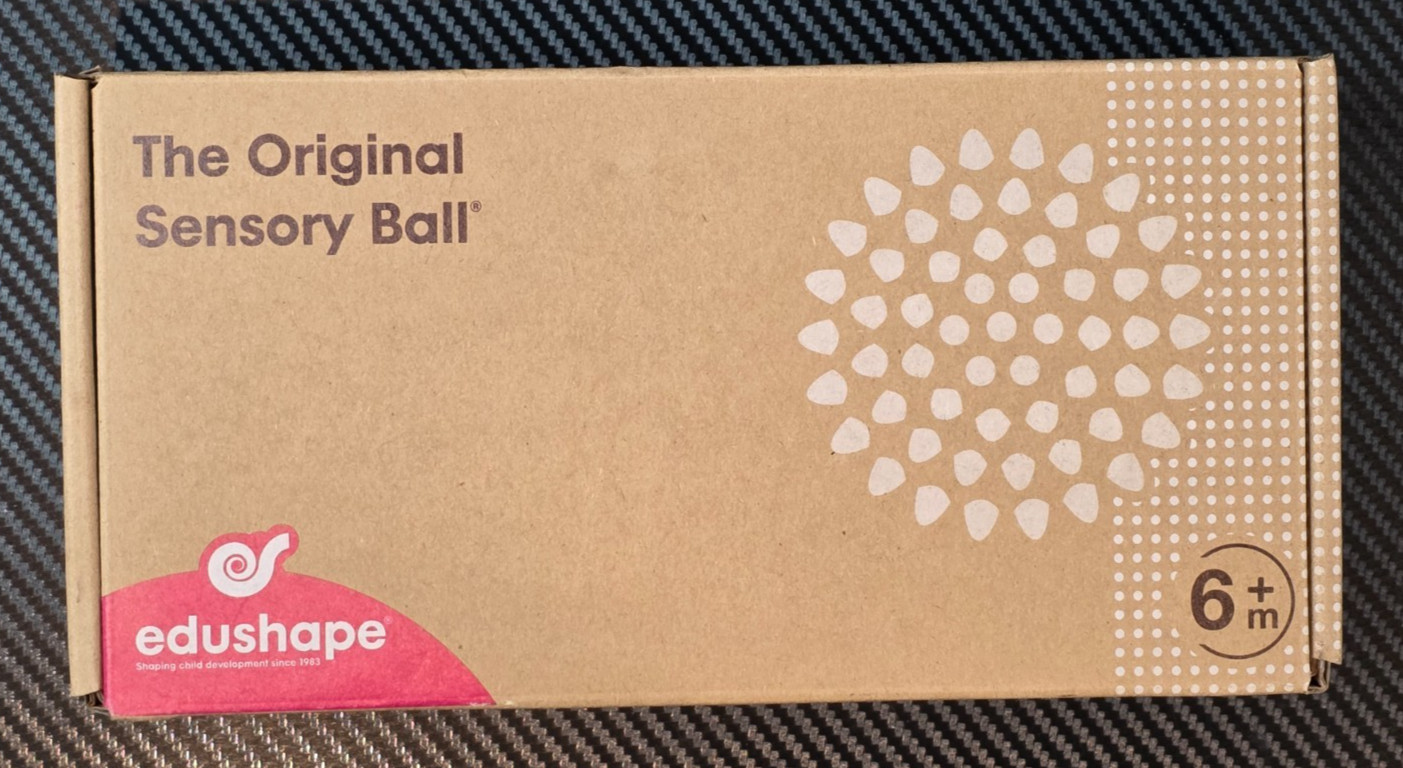 The Original
Sensory Ball®
edushape®
Shaping child development since 1983
6+m